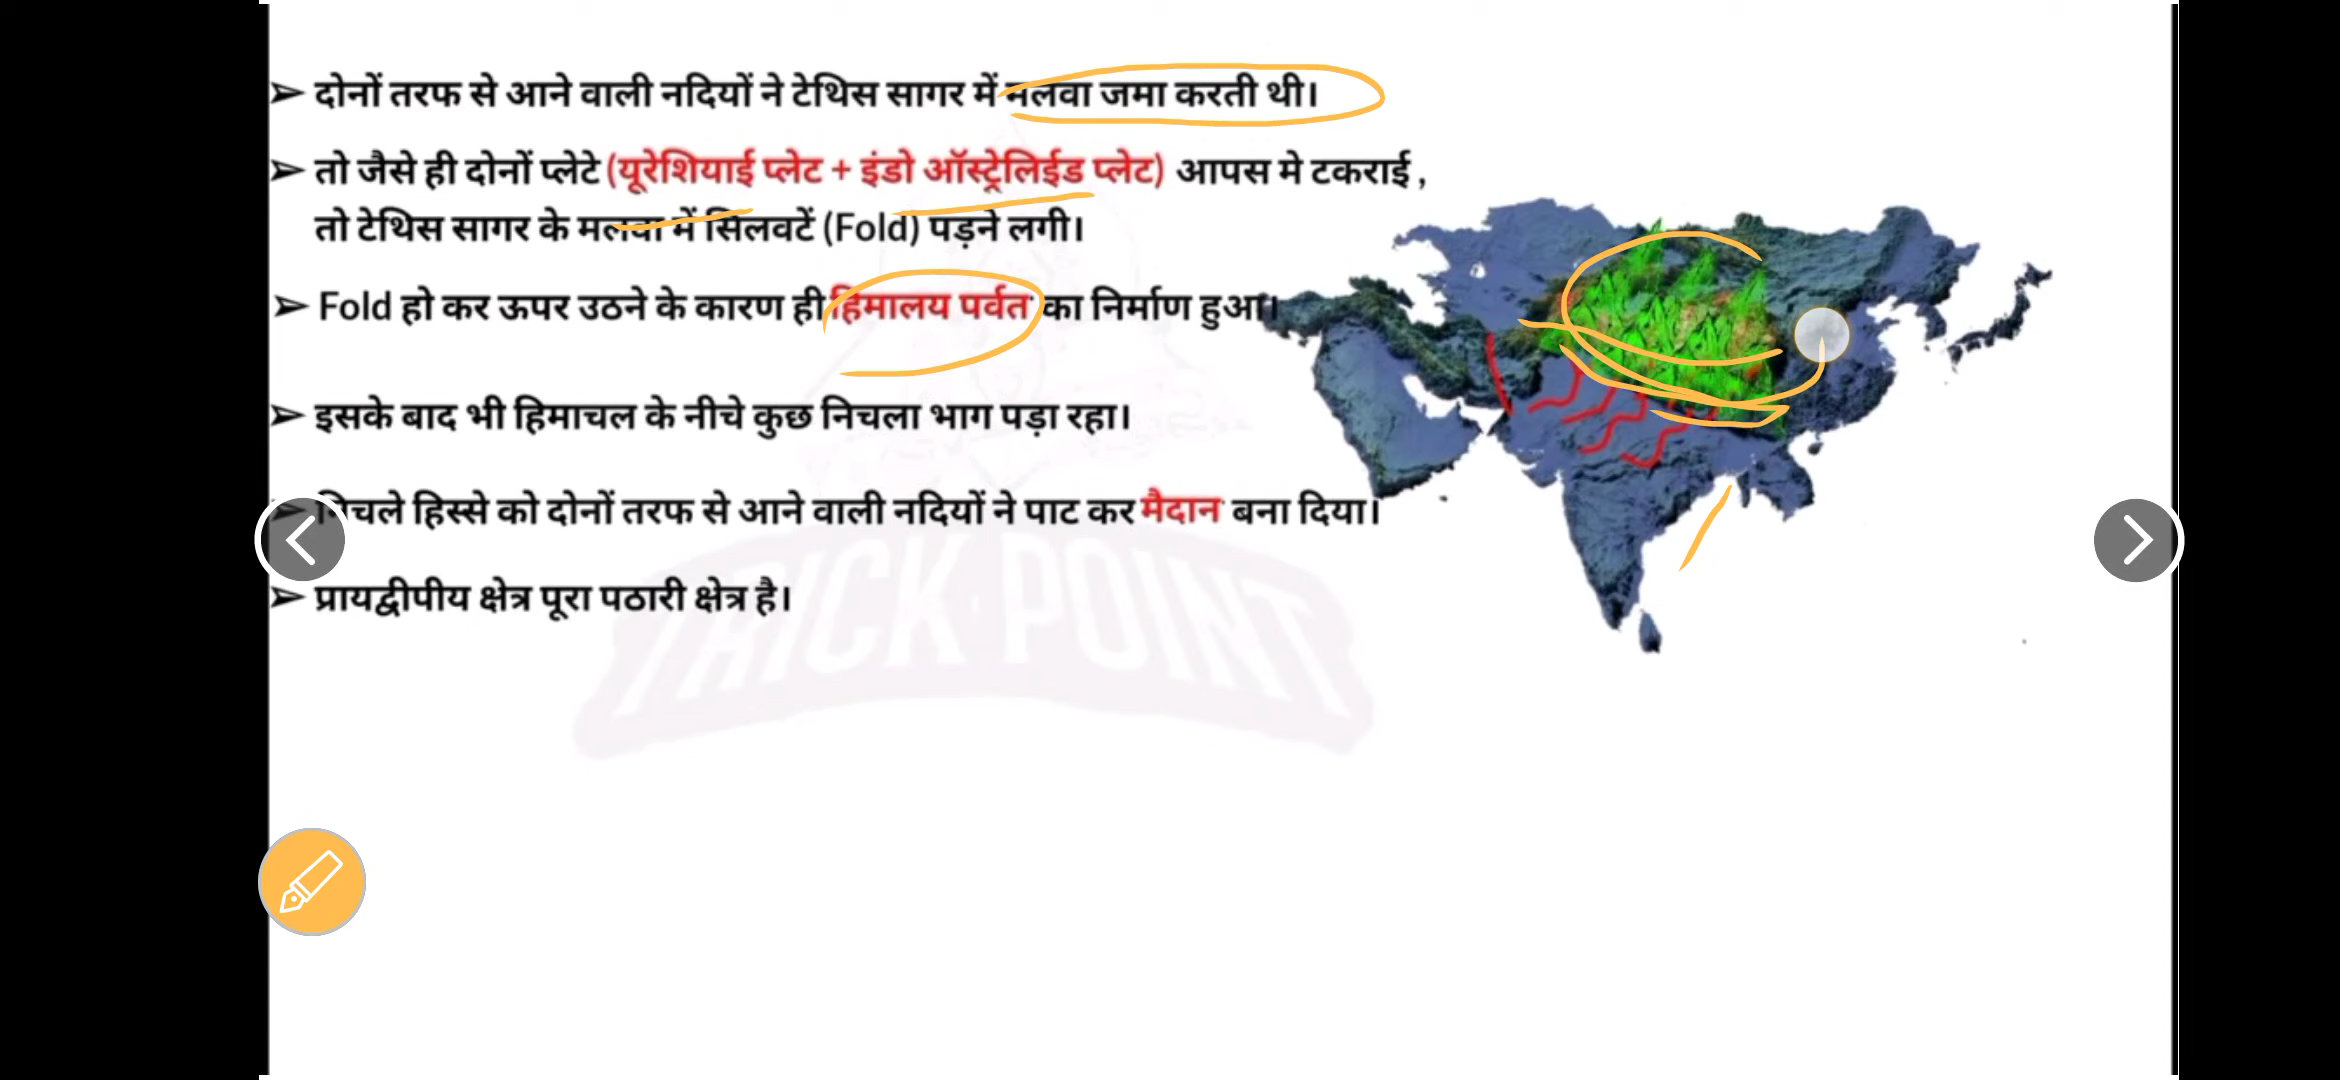 ➢ दोनों तरफ से आने वाली नदियों ने टेथिस सागर में मलवा जमा करती थी।
➢ तो जैसे ही दोनों प्लेटे (यूरेशियाई प्लेट + इंडो ऑस्ट्रेलिईड प्लेट) आपस मे टकराई ,
तो टेथिस सागर के मलवा में सिलवटें (Fold) पड़ने लगी।
➢ Fold हो कर ऊपर उठने के कारण ही हिमालय पर्वत का निर्माण हुआ।
➢ इसके बाद भी हिमाचल के नीचे कुछ निचला भाग पड़ा रहा।
➢ निचले हिस्से को दोनों तरफ से आने वाली नदियों ने पाट कर मैदान बना दिया।
➢ प्रायद्वीपीय क्षेत्र पूरा पठारी क्षेत्र है।
TRICK POINT